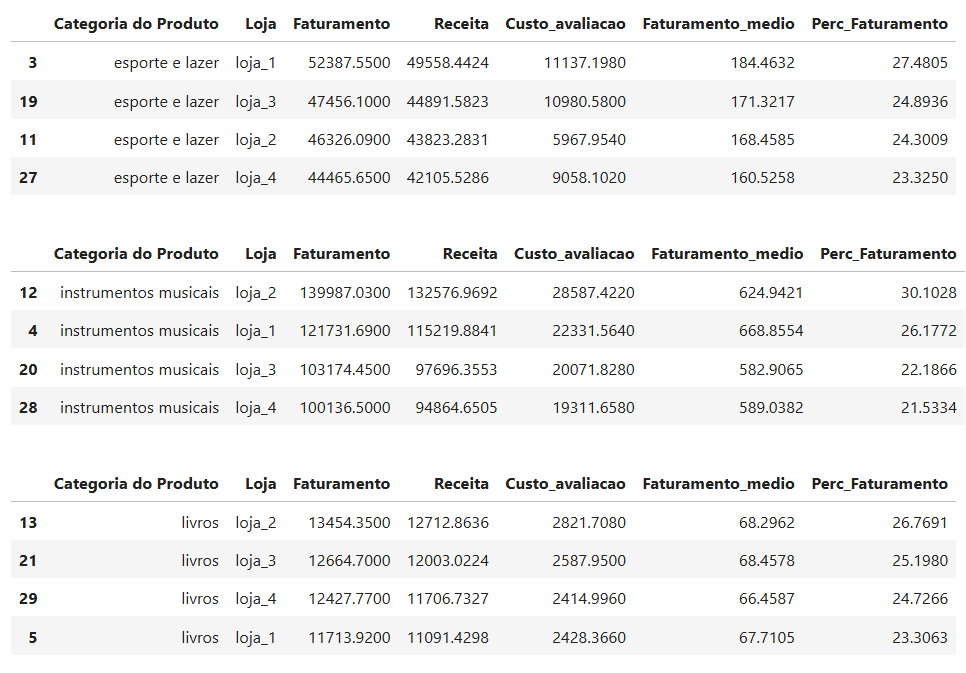 Categoria do Produto Loja Faturamento Receita Custo_avaliacao Faturamento_medio Perc_Faturamento
3 esporte e lazer loja_1 52387.5500 49558.4424 11137.1980 184.4632 27.4805
19 esporte e lazer loja_3 47456.1000 44891.5823 10980.5800 171.3217 24.8936
11 esporte e lazer loja_2 46326.0900 43823.2831 5967.9540 168.4585 24.3009
27 esporte e lazer loja_4 44465.6500 42105.5286 9058.1020 160.5258 23.3250
Categoria do Produto Loja Faturamento Receita Custo_avaliacao Faturamento_medio Perc_Faturamento
12 instrumentos musicais loja_2 139987.0300 132576.9692 28587.4220 624.9421 30.1028
4 instrumentos musicais loja_1 121731.6900 115219.8841 22331.5640 668.8554 26.1772
20 instrumentos musicais loja_3 103174.4500 97696.3553 20071.8280 582.9065 22.1866
28 instrumentos musicais loja_4 100136.5000 94864.6505 19311.6580 589.0382 21.5334
Categoria do Produto Loja Faturamento Receita Custo_avaliacao Faturamento_medio Perc_Faturamento
13 livros loja_2 13454.3500 12712.8636 2821.7080 68.2962 26.7691
21 livros loja_3 12664.7000 12003.0224 2587.9500 68.4578 25.1980
29 livros loja_4 12427.7700 11706.7327 2414.9960 66.4587 24.7266
5 livros loja_1 11713.9200 11091.4298 2428.3660 67.7105 23.3063